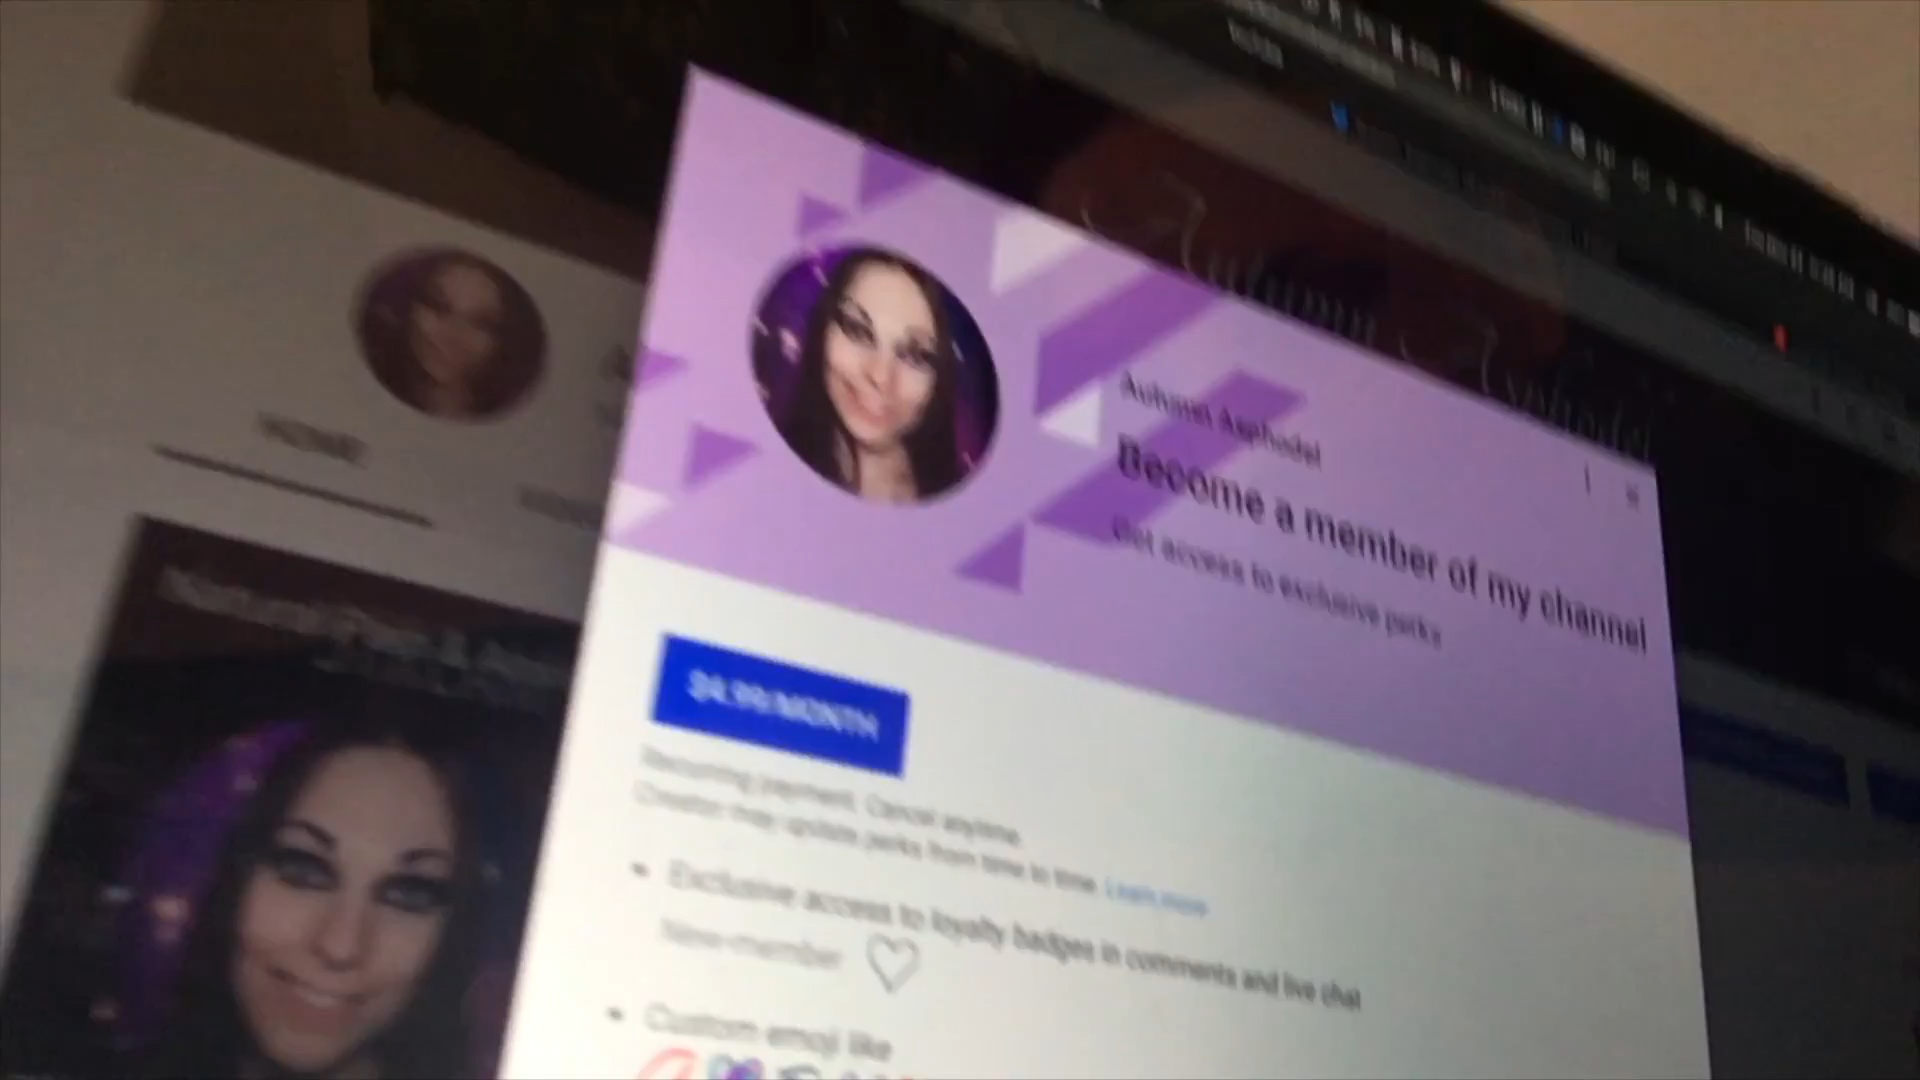 Autumn Asphodel
HOME
Autumn Asphodel
Become a member of my channel
Get access to exclusive perks
$4.99/MONTH
Recurring payment. Cancel anytime.
Creator may update perks from time to time. Learn more
Exclusive access to loyalty badges in comments and live chat
New member
Custom emoji like